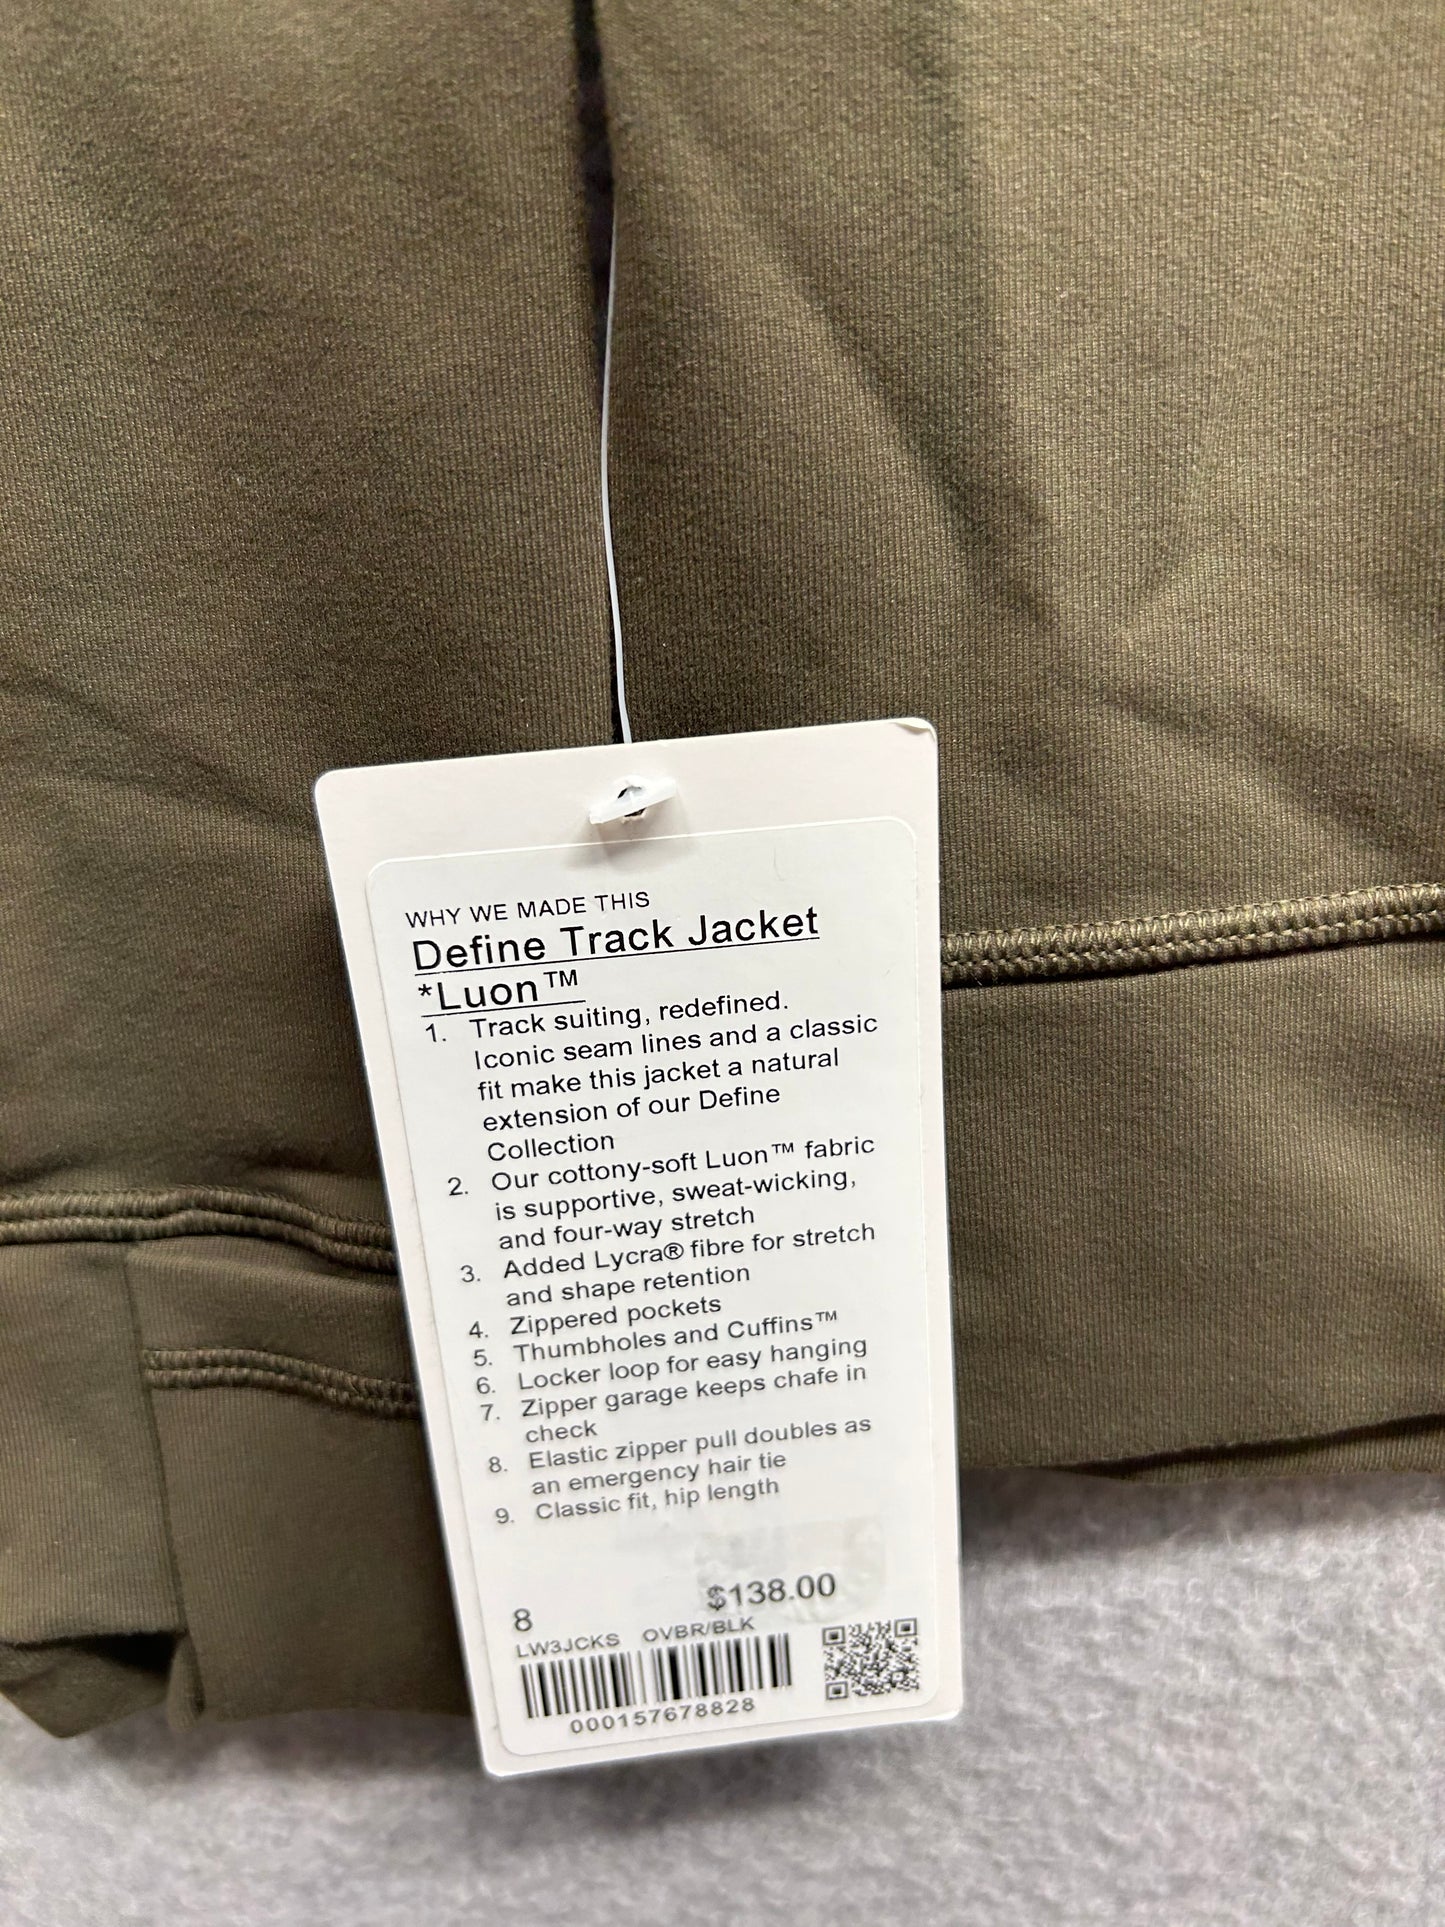 WHY WE MADE THIS
Define Track Jacket
*Luon™
1. Track suiting, redefined.
Iconic seam lines and a classic
fit make this jacket a natural
extension of our Define
Collection
2. Our cottony-soft Luon™ fabric
is supportive, sweat-wicking,
and four-way stretch
3. Added Lycra® fibre for stretch
and shape retention
4. Zippered pockets
5. Thumbholes and Cuffins™
6. Locker loop for easy hanging
7. Zipper garage keeps chafe in
check
8. Elastic zipper pull doubles as
an emergency hair tie
9. Classic fit, hip length
8 $138.00
LW3JCKS OVBR/BLK
000157678828